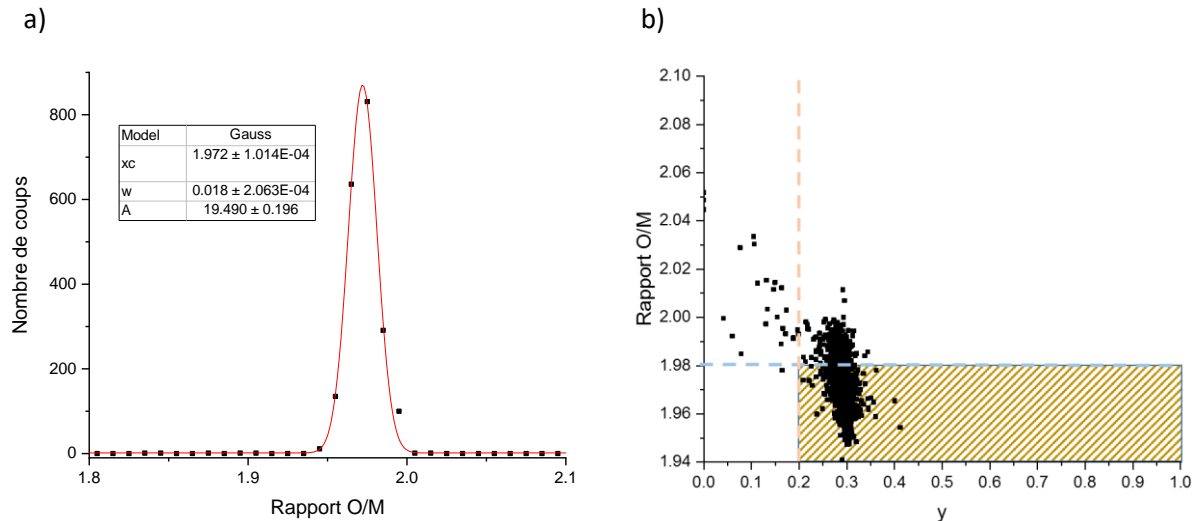 a)
Nombre de coups
800
600
400
200
0
Model Gauss
xc 1.972 ± 1.014E-04
w 0.018 ± 2.063E-04
A 19.490 ± 0.196
1.8 1.9 2.0 2.1
Rapport O/M
b)
Rapport O/M
2.10
2.08
2.06
2.04
2.02
2.00
1.98
1.96
1.94
0.0 0.1 0.2 0.3 0.4 0.5 0.6 0.7 0.8 0.9 1.0
y